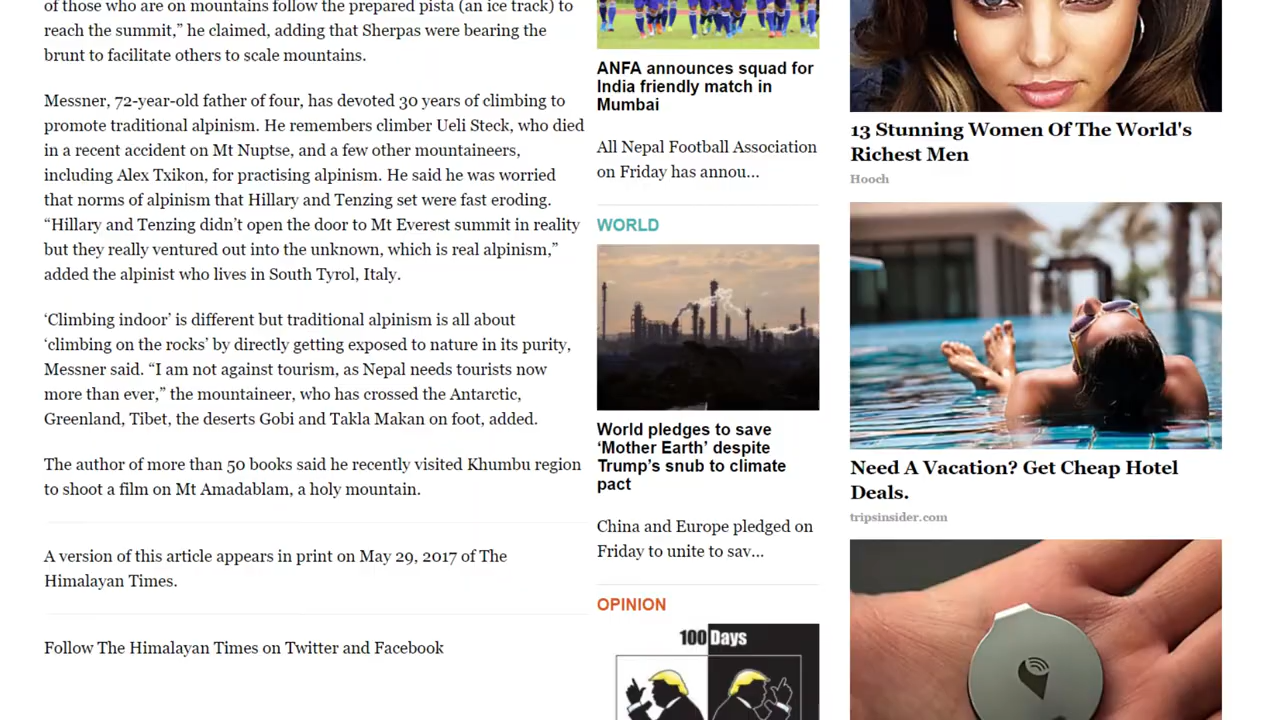 of those who are on mountains follow the prepared pista (an ice track) to
reach the summit,” he claimed, adding that Sherpas were bearing the
brunt to facilitate others to scale mountains.
Messner, 72-year-old father of four, has devoted 30 years of climbing to
promote traditional alpinism. He remembers climber Ueli Steck, who died
in a recent accident on Mt Nuptse, and a few other mountaineers,
including Alex Txikon, for practising alpinism. He said he was worried
that norms of alpinism that Hillary and Tenzing set were fast eroding.
“Hillary and Tenzing didn’t open the door to Mt Everest summit in reality
but they really ventured out into the unknown, which is real alpinism,”
added the alpinist who lives in South Tyrol, Italy.
‘Climbing indoor’ is different but traditional alpinism is all about
‘climbing on the rocks’ by directly getting exposed to nature in its purity,
Messner said. “I am not against tourism, as Nepal needs tourists now
more than ever,” the mountaineer, who has crossed the Antarctic,
Greenland, Tibet, the deserts Gobi and Takla Makan on foot, added.
The author of more than 50 books said he recently visited Khumbu region
to shoot a film on Mt Amadablam, a holy mountain.
A version of this article appears in print on May 29, 2017 of The
Himalayan Times.
Follow The Himalayan Times on Twitter and Facebook
ANFA announces squad for
India friendly match in
Mumbai
All Nepal Football Association
on Friday has annou...
WORLD
World pledges to save
‘Mother Earth’ despite
Trump’s snub to climate
pact
China and Europe pledged on
Friday to unite to sav...
OPINION
100 Days
13 Stunning Women Of The World's
Richest Men
Hooch
Need A Vacation? Get Cheap Hotel
Deals.
tripsinsider.com